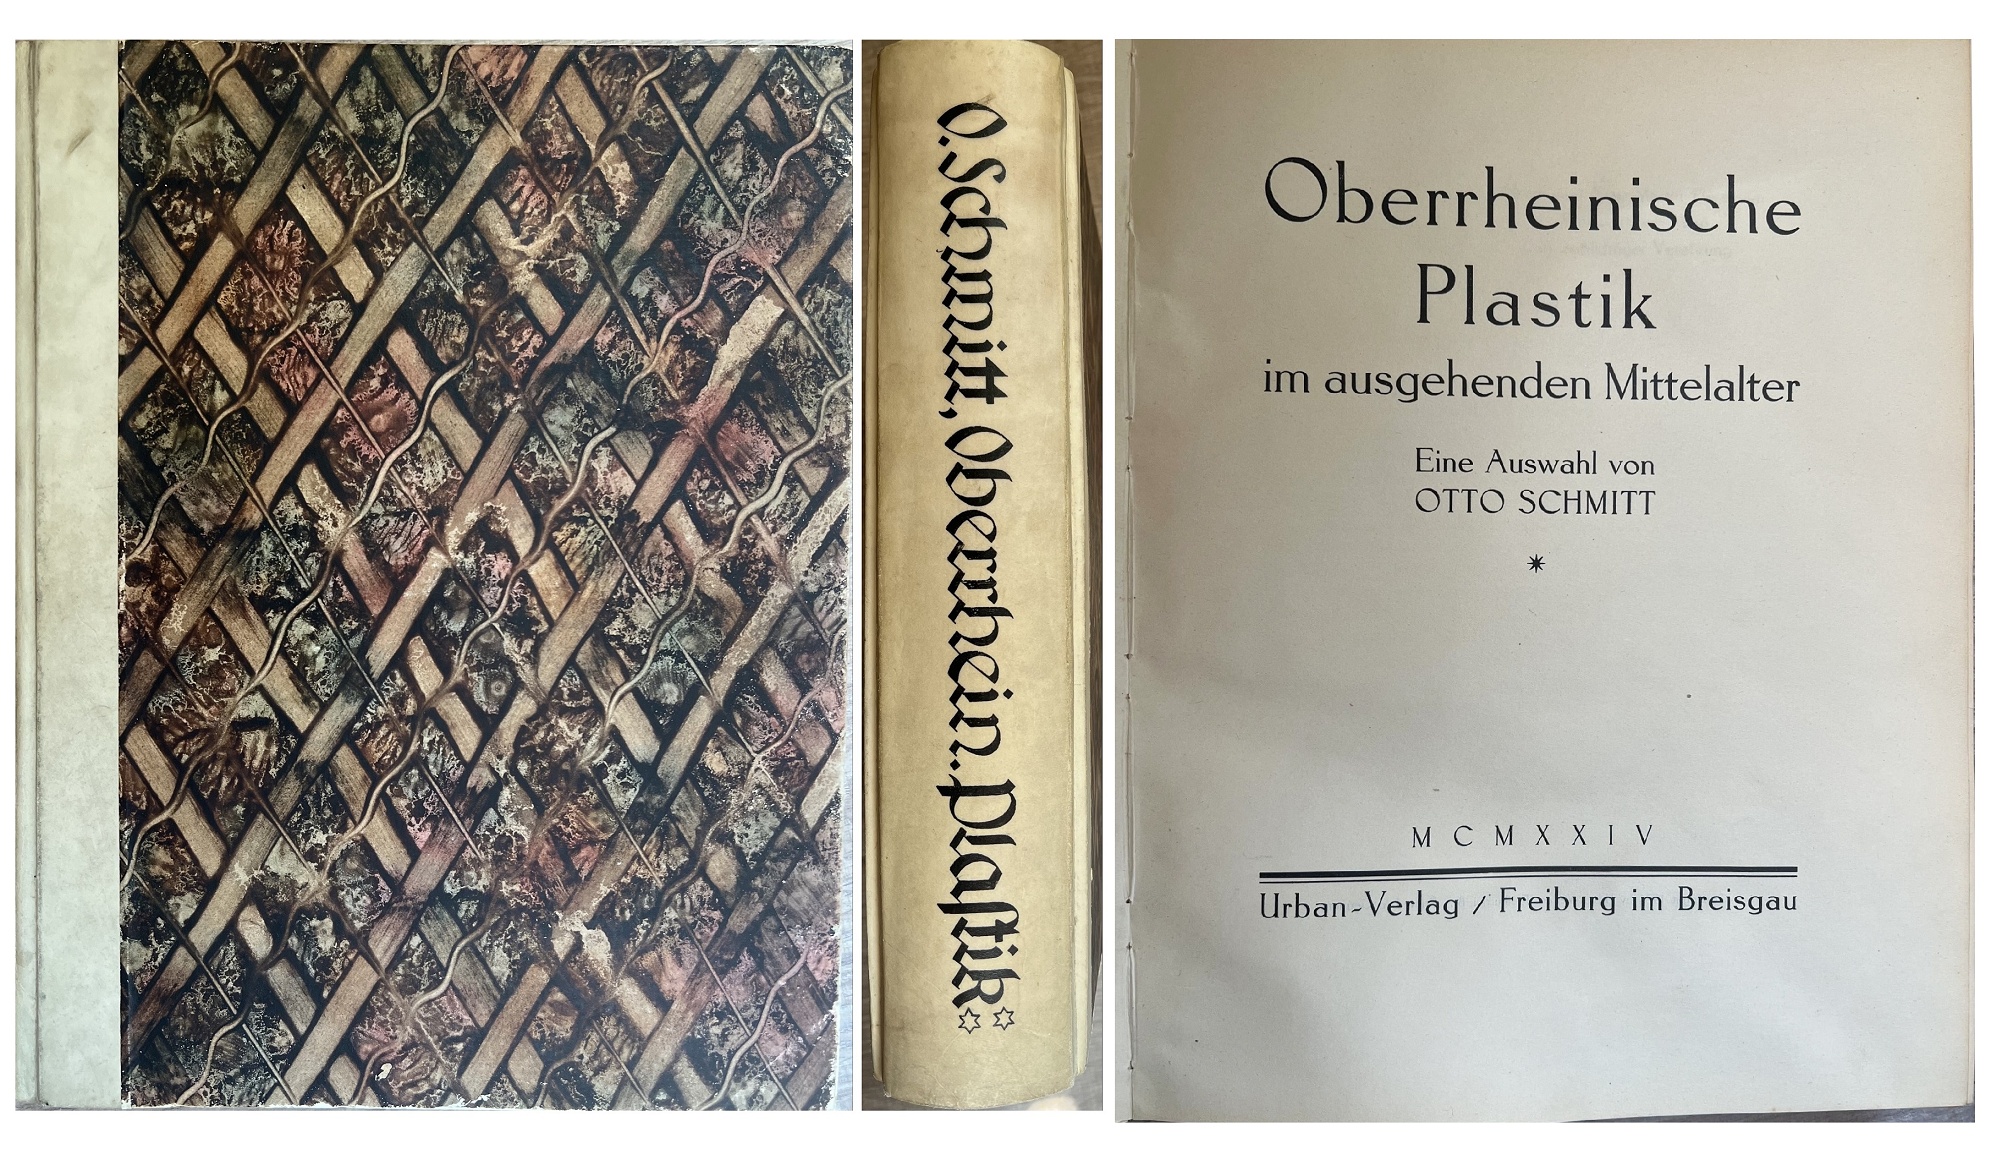 O. Schmitt, Oberrhein. Plaſtik
Oberrheinische
Plastik
im ausgehenden Mittelalter
Eine Auswahl von
OTTO SCHMITT
MCMXXIV
Urban-Verlag / Freiburg im Breisgau